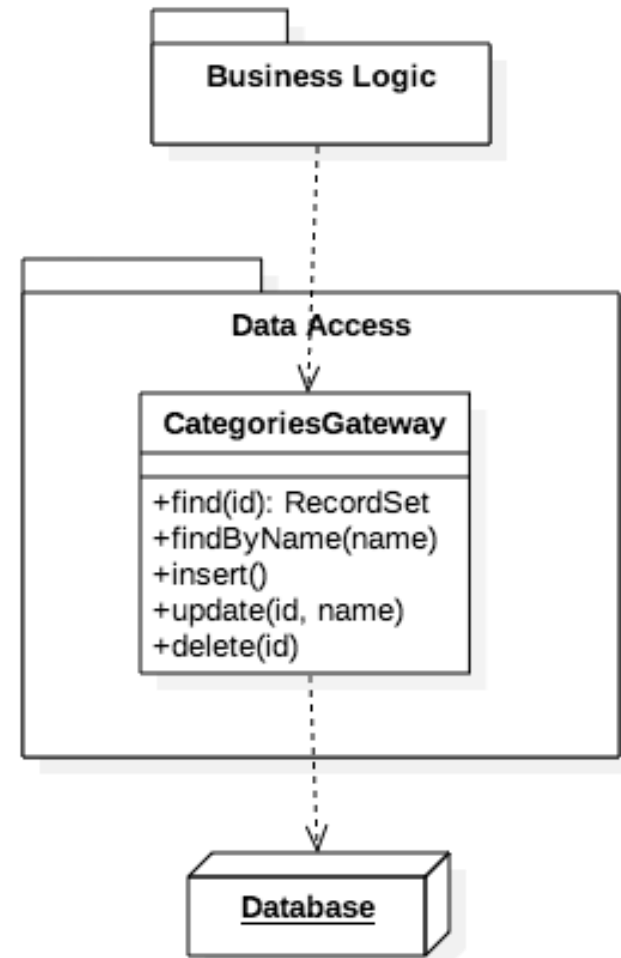 Business Logic
Data Access
CategoriesGateway
+find(id): RecordSet
+findByName(name)
+insert()
+update(id, name)
+delete(id)
Database